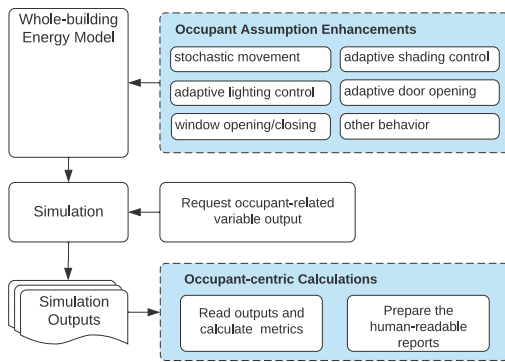 Whole-building
Energy Model
Occupant Assumption Enhancements
stochastic movement
adaptive shading control
adaptive lighting control
adaptive door opening
window opening/closing
other behavior
Simulation
Request occupant-related
variable output
Simulation
Outputs
Occupant-centric Calculations
Read outputs and
calculate metrics
Prepare the
human-readable
reports